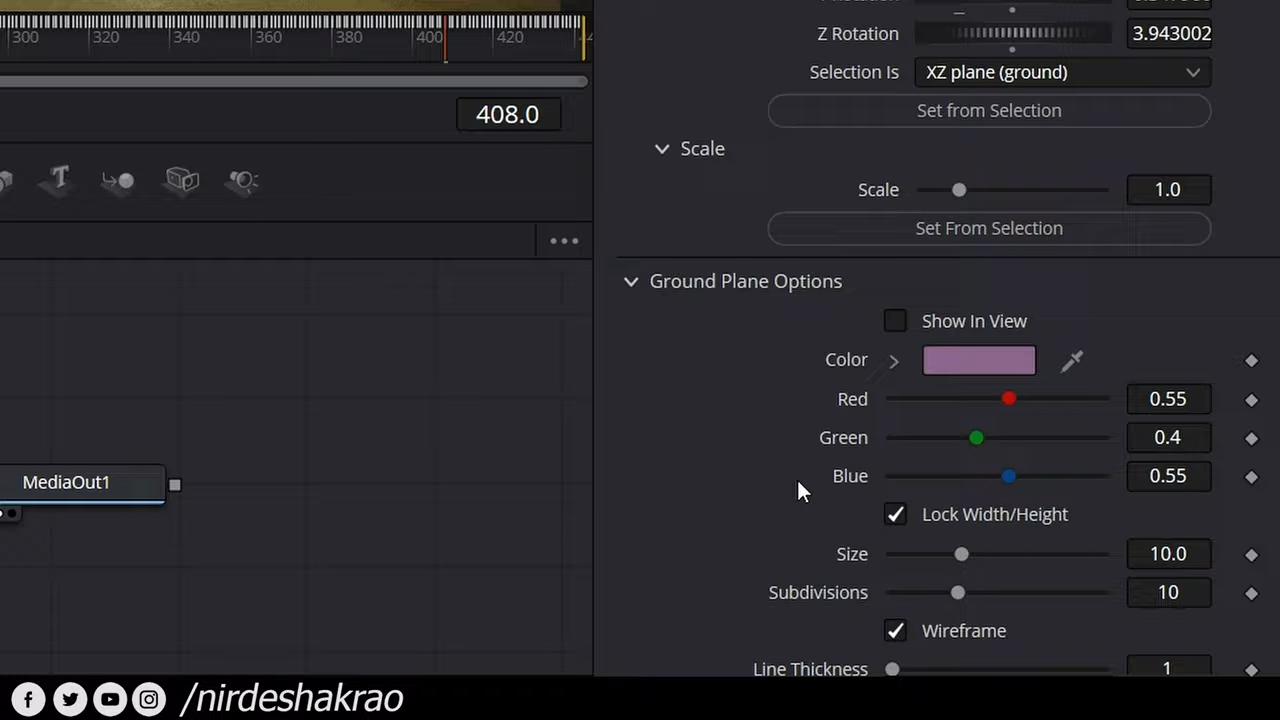 300 320 340 360 380 400 420
408.0
MediaOut1
Z Rotation 3.943002
Selection Is XZ plane (ground)
Set from Selection
Scale
Scale 1.0
Set From Selection
Ground Plane Options
Show In View
Color
Red 0.55
Green 0.4
Blue 0.55
Lock Width/Height
Size 10.0
Subdivisions 10
Wireframe
Line Thickness 1
/nirdeshakrao